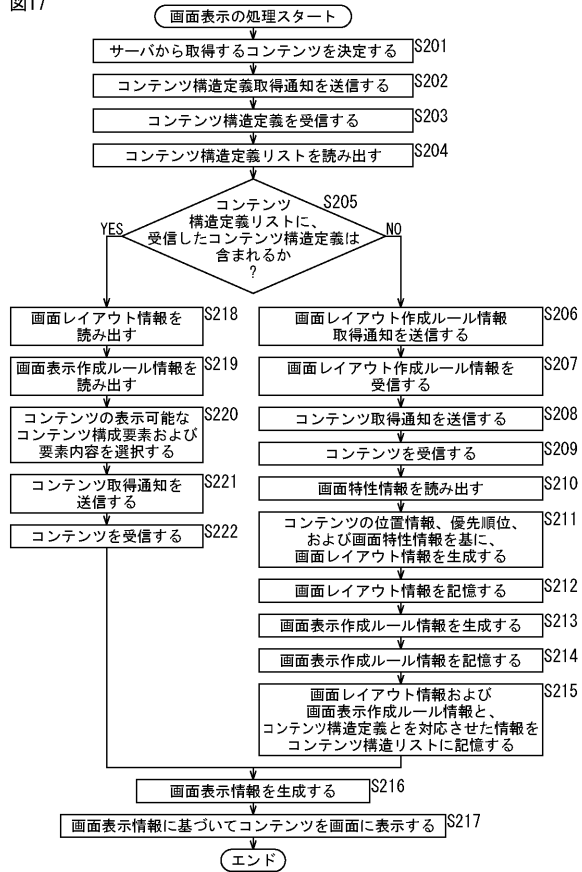 図17
画面表示の処理スタート
サーバから取得するコンテンツを決定する
S201
コンテンツ構造定義取得通知を送信する
S202
コンテンツ構造定義を受信する
S203
コンテンツ構造定義リストを読み出す
S204
S205
コンテンツ
構造定義リストに、
受信したコンテンツ構造定義は
含まれるか
?
YES
NO
画面レイアウト情報を
読み出す
S218
画面表示作成ルール情報を
読み出す
S219
コンテンツの表示可能な
コンテンツ構成要素および
要素内容を選択する
S220
コンテンツ取得通知を
送信する
S221
コンテンツを受信する
S222
画面レイアウト作成ルール情報
取得通知を送信する
S206
画面レイアウト作成ルール情報を
受信する
S207
コンテンツ取得通知を送信する
S208
コンテンツを受信する
S209
画面特性情報を読み出す
S210
コンテンツの位置情報、優先順位、
および画面特性情報を基に、
画面レイアウト情報を生成する
S211
画面レイアウト情報を記憶する
S212
画面表示作成ルール情報を生成する
S213
画面表示作成ルール情報を記憶する
S214
画面レイアウト情報および
画面表示作成ルール情報と、
コンテンツ構造定義とを対応させた情報を
コンテンツ構造リストに記憶する
S215
画面表示情報を生成する
S216
画面表示情報に基づいてコンテンツを画面に表示する
S217
エンド